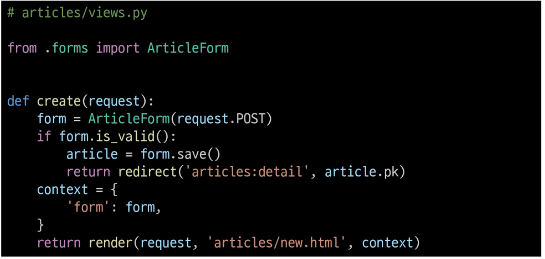 # articles/views.py
from .forms import ArticleForm
def create(request):
    form = ArticleForm(request.POST)
    if form.is_valid():
        article = form.save()
        return redirect('articles:detail', article.pk)
    context = {
        'form': form,
    }
    return render(request, 'articles/new.html', context)